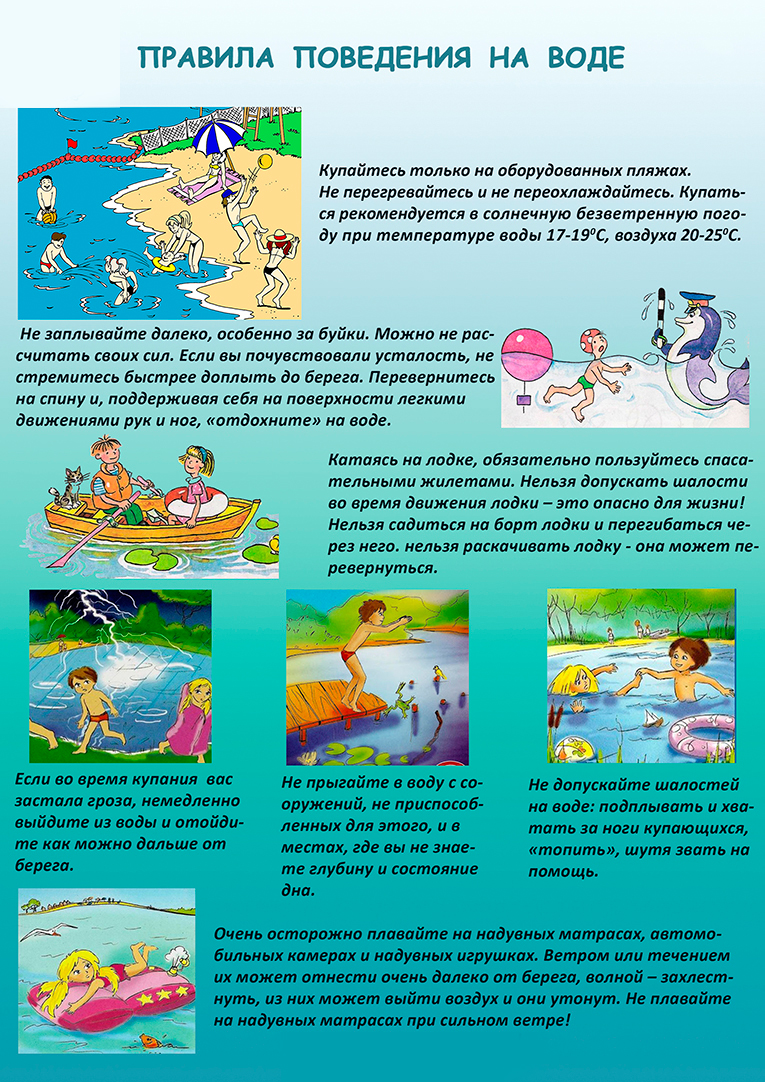 ПРАВИЛА ПОВЕДЕНИЯ НА ВОДЕ
Купайтесь только на оборудованных пляжах.
Не перегревайтесь и не переохлаждайтесь. Купать-
ся рекомендуется в солнечную безветренную пого-
ду при температуре воды 17-19⁰С, воздуха 20-25⁰С.
Не заплывайте далеко, особенно за буйки. Можно не рас-
считать своих сил. Если вы почувствовали усталость, не
стремитесь быстрее доплыть до берега. Перевернитесь
на спину и, поддерживая себя на поверхности легкими
движениями рук и ног, «отдохните» на воде.
Катаясь на лодке, обязательно пользуйтесь спаса-
тельными жилетами. Нельзя допускать шалости
во время движения лодки – это опасно для жизни!
Нельзя садиться на борт лодки и перегибаться че-
рез него. нельзя раскачивать лодку - она может пе-
ревернуться.
Если во время купания вас
застала гроза, немедленно
выйдите из воды и отойди-
те как можно дальше от
берега.
Не прыгайте в воду с со-
оружений, не приспособ-
ленных для этого, и в
местах, где вы не знае-
те глубину и состояние
дна.
Не допускайте шалостей
на воде: подплывать и хва-
тать за ноги купающихся,
«топить», шутя звать на
помощь.
Очень осторожно плавайте на надувных матрасах, автомо-
бильных камерах и надувных игрушках. Ветром или течением
их может отнести очень далеко от берега, волной – захлест-
нуть, из них может выйти воздух и они утонут. Не плавайте
на надувных матрасах при сильном ветре!